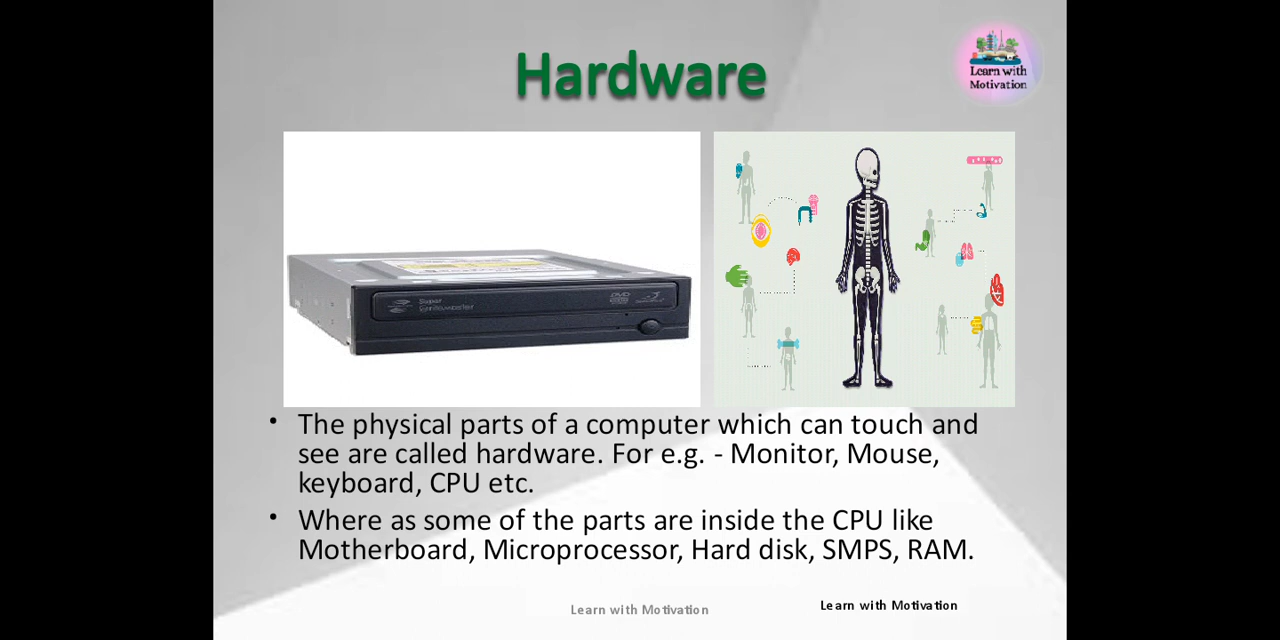 Hardware
Learn with
Motivation
Super
DVD
• The physical parts of a computer which can touch and
see are called hardware. For e.g. - Monitor, Mouse,
keyboard, CPU etc.
• Where as some of the parts are inside the CPU like
Motherboard, Microprocessor, Hard disk, SMPS, RAM.
Learn with Motivation
Learn with Motivation